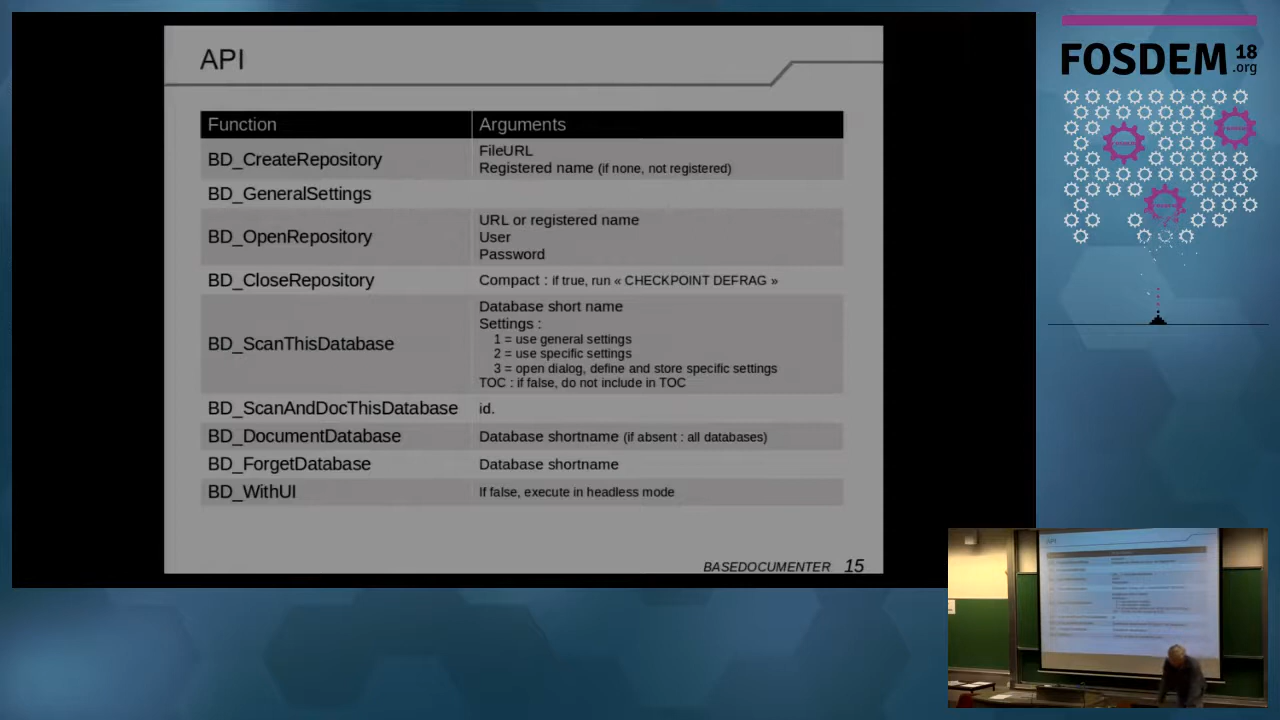 API
Function Arguments
BD_CreateRepository
FileURL
Registered name (if none, not registered)
BD_GeneralSettings
BD_OpenRepository
URL or registered name
User
Password
BD_CloseRepository
Compact : if true, run « CHECKPOINT DEFRAG »
BD_ScanThisDatabase
Database short name
Settings :
1 = use general settings
2 = use specific settings
3 = open dialog, define and store specific settings
TOC : if false, do not include in TOC
BD_ScanAndDocThisDatabase
id.
BD_DocumentDatabase
Database shortname (if absent : all databases)
BD_ForgetDatabase
Database shortname
BD_WithUI
If false, execute in headless mode
BASEDOCUMENTER 15
FOSDEM 18
.org
API